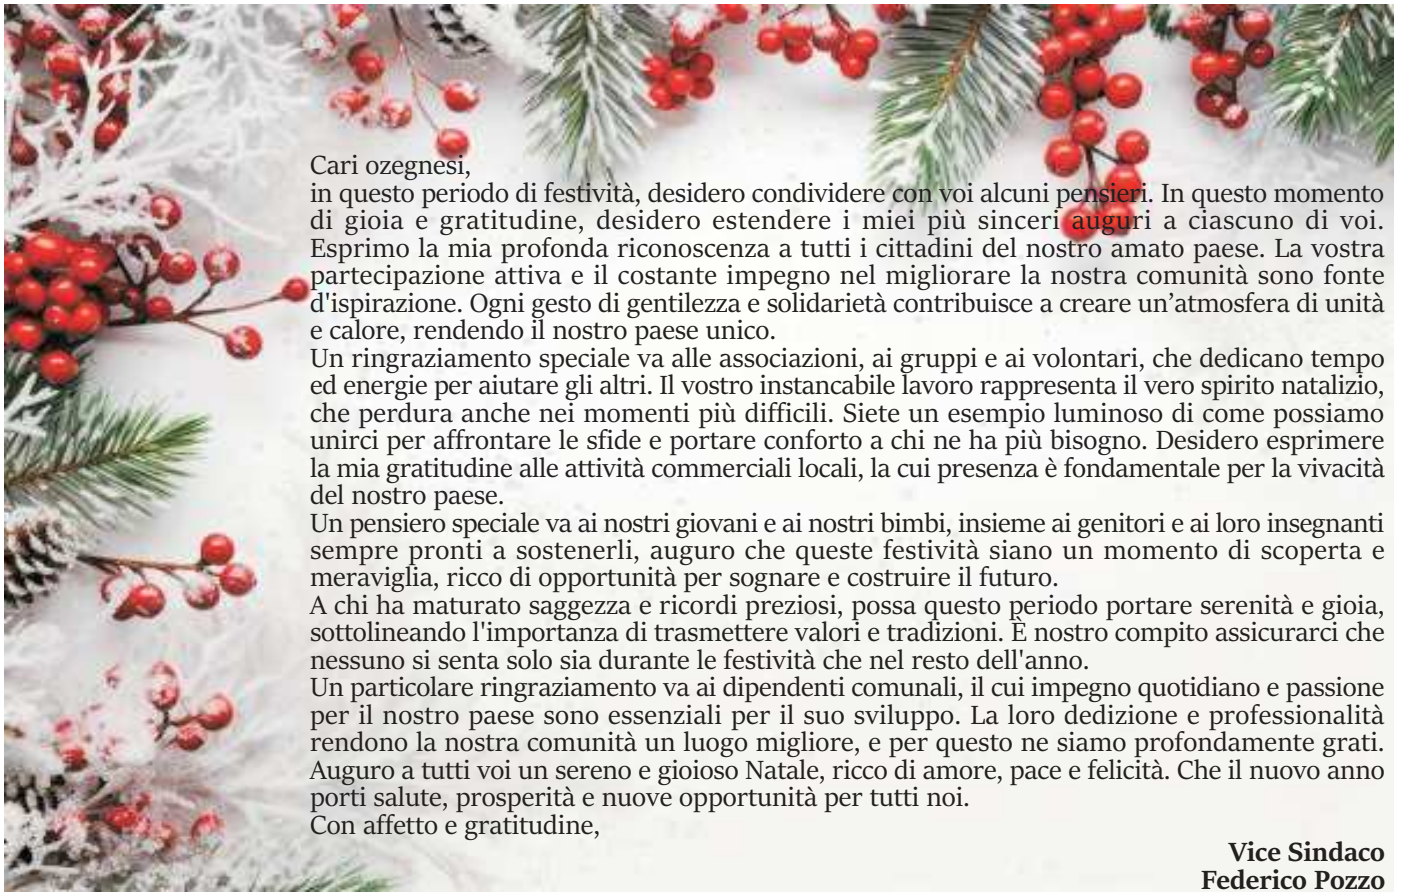 Cari ozegnesi,
in questo periodo di festività, desidero condividere con voi alcuni pensieri. In questo momento
di gioia e gratitudine, desidero estendere i miei più sinceri auguri a ciascuno di voi.
Esprimo la mia profonda riconoscenza a tutti i cittadini del nostro amato paese. La vostra
partecipazione attiva e il costante impegno nel migliorare la nostra comunità sono fonte
d'ispirazione. Ogni gesto di gentilezza e solidarietà contribuisce a creare un’atmosfera di unità
e calore, rendendo il nostro paese unico.
Un ringraziamento speciale va alle associazioni, ai gruppi e ai volontari, che dedicano tempo
ed energie per aiutare gli altri. Il vostro instancabile lavoro rappresenta il vero spirito natalizio,
che perdura anche nei momenti più difficili. Siete un esempio luminoso di come possiamo
unirci per affrontare le sfide e portare conforto a chi ne ha più bisogno. Desidero esprimere
la mia gratitudine alle attività commerciali locali, la cui presenza è fondamentale per la vivacità
del nostro paese.
Un pensiero speciale va ai nostri giovani e ai nostri bimbi, insieme ai genitori e ai loro insegnanti
sempre pronti a sostenerli, auguro che queste festività siano un momento di scoperta e
meraviglia, ricco di opportunità per sognare e costruire il futuro.
A chi ha maturato saggezza e ricordi preziosi, possa questo periodo portare serenità e gioia,
sottolineando l'importanza di trasmettere valori e tradizioni. È nostro compito assicurarci che
nessuno si senta solo sia durante le festività che nel resto dell'anno.
Un particolare ringraziamento va ai dipendenti comunali, il cui impegno quotidiano e passione
per il nostro paese sono essenziali per il suo sviluppo. La loro dedizione e professionalità
rendono la nostra comunità un luogo migliore, e per questo ne siamo profondamente grati.
Auguro a tutti voi un sereno e gioioso Natale, ricco di amore, pace e felicità. Che il nuovo anno
porti salute, prosperità e nuove opportunità per tutti noi.
Con affetto e gratitudine,
Vice Sindaco
Federico Pozzo